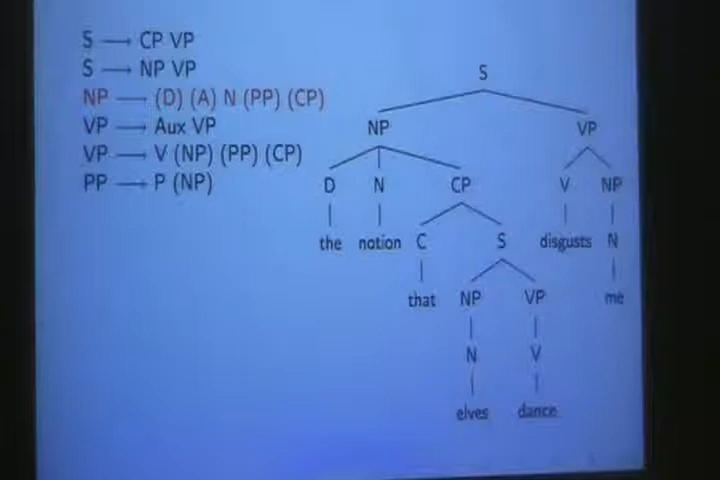 S → CP VP
S → NP VP
NP → (D) (A) N (PP) (CP)
VP → Aux VP
VP → V (NP) (PP) (CP)
PP → P (NP)
S
NP VP
D N CP V NP
the notion C S disgusts N
that NP VP me
N V
elves dance